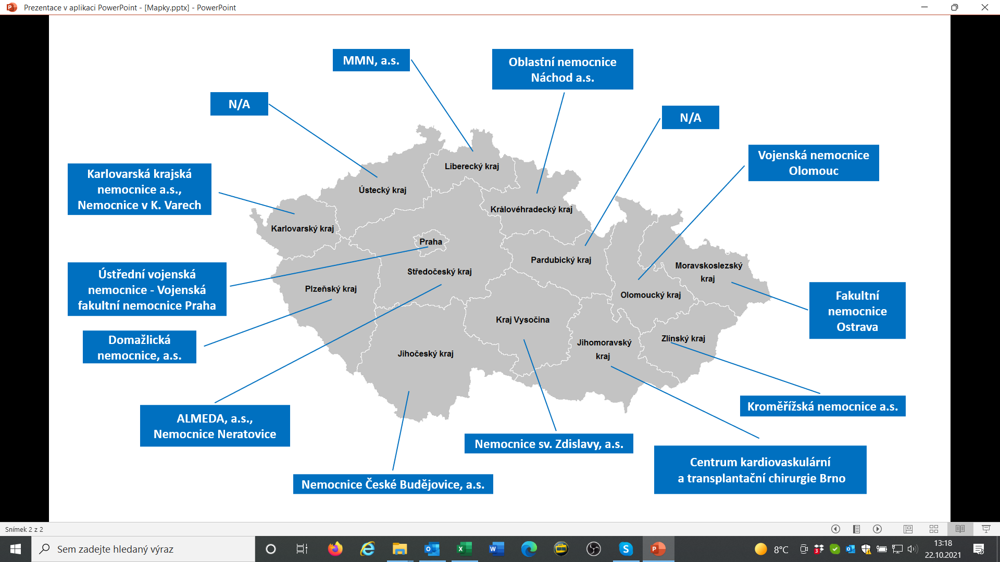 Prezentace v aplikaci PowerPoint - [Mapky.pptx] - PowerPoint
MMN, a.s.
Oblastní nemocnice
Náchod a.s.
N/A
N/A
Vojenská nemocnice
Olomouc
Karlovarská krajská
nemocnice a.s.,
Nemocnice v K. Varech
Liberecký kraj
Ústecký kraj
Královéhradecký kraj
Karlovarský kraj
Praha
Pardubický kraj
Moravskoslezský
kraj
Středočeský kraj
Ústřední vojenská
nemocnice - Vojenská
fakultní nemocnice Praha
Plzeňský kraj
Olomoucký kraj
Fakultní
nemocnice
Ostrava
Kraj Vysočina
Domažlická
nemocnice, a.s.
Jihomoravský
kraj
Zlínský kraj
Jihočeský kraj
Kroměřížská nemocnice a.s.
ALMEDA, a.s.,
Nemocnice Neratovice
Nemocnice sv. Zdislavy, a.s.
Centrum kardiovaskulární
a transplantační chirurgie Brno
Nemocnice České Budějovice, a.s.
Snímek 2 z 2
Sem zadejte hledaný výraz
8°C
13:18
22.10.2021